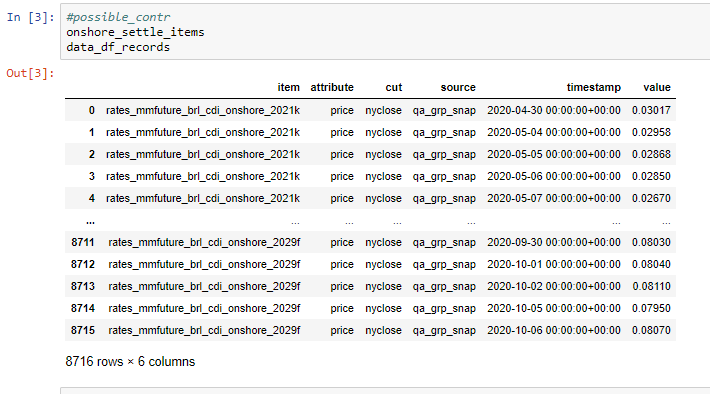 In [3]: #possible_contr
onshore_settle_items
data_df_records
Out[3]:
item attribute cut source timestamp value
0 rates_mmfuture_brl_cdi_onshore_2021k price nyclose qa_grp_snap 2020-04-30 00:00:00+00:00 0.03017
1 rates_mmfuture_brl_cdi_onshore_2021k price nyclose qa_grp_snap 2020-05-04 00:00:00+00:00 0.02958
2 rates_mmfuture_brl_cdi_onshore_2021k price nyclose qa_grp_snap 2020-05-05 00:00:00+00:00 0.02868
3 rates_mmfuture_brl_cdi_onshore_2021k price nyclose qa_grp_snap 2020-05-06 00:00:00+00:00 0.02850
4 rates_mmfuture_brl_cdi_onshore_2021k price nyclose qa_grp_snap 2020-05-07 00:00:00+00:00 0.02670
... ... ... ... ... ... ...
8711 rates_mmfuture_brl_cdi_onshore_2029f price nyclose qa_grp_snap 2020-09-30 00:00:00+00:00 0.08030
8712 rates_mmfuture_brl_cdi_onshore_2029f price nyclose qa_grp_snap 2020-10-01 00:00:00+00:00 0.08040
8713 rates_mmfuture_brl_cdi_onshore_2029f price nyclose qa_grp_snap 2020-10-02 00:00:00+00:00 0.08110
8714 rates_mmfuture_brl_cdi_onshore_2029f price nyclose qa_grp_snap 2020-10-05 00:00:00+00:00 0.07950
8715 rates_mmfuture_brl_cdi_onshore_2029f price nyclose qa_grp_snap 2020-10-06 00:00:00+00:00 0.08070
8716 rows × 6 columns